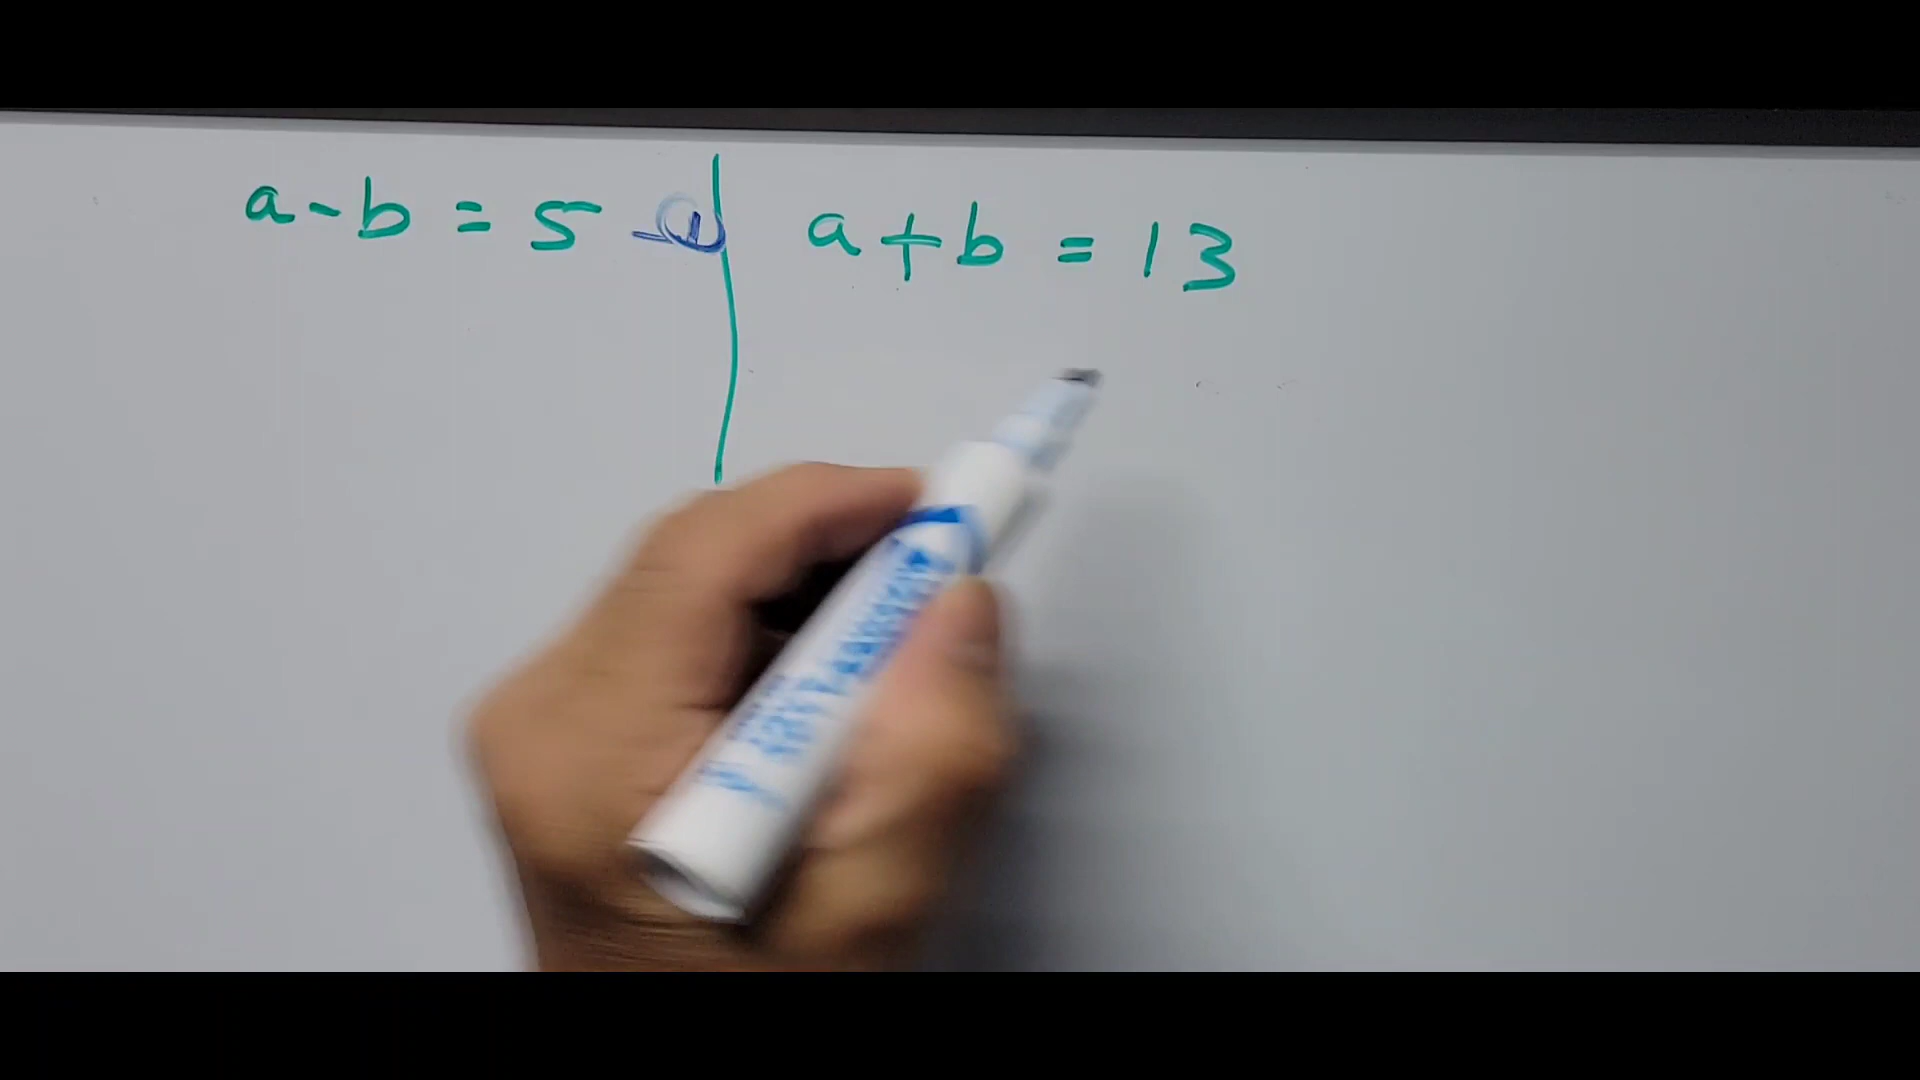 a - b = 5 - ①
a + b = 13